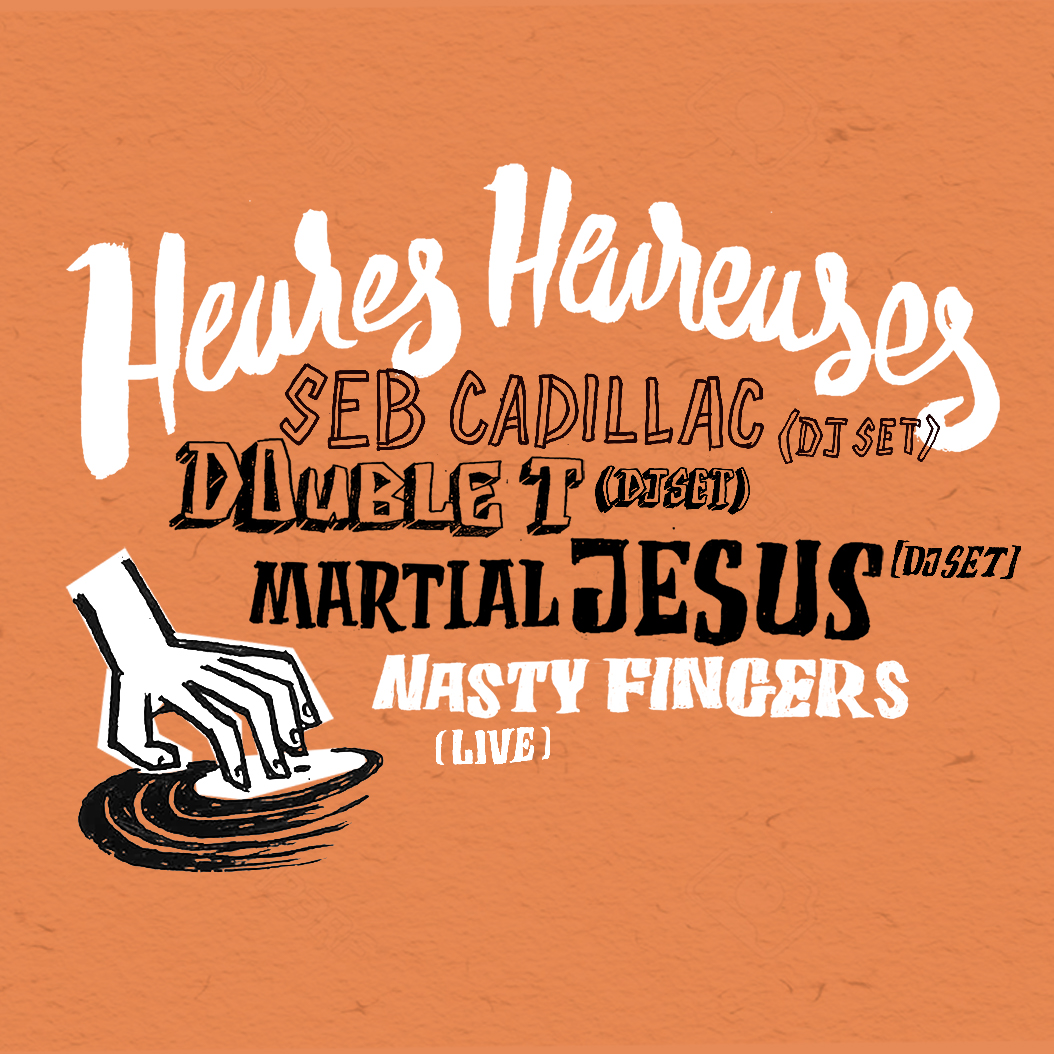 Heures Heureuses
SEB CADILLAC (DJ SET)
DOUBLE T (DJ SET)
MARTIAL JESUS [DJ SET]
NASTY FINGERS
(LIVE)